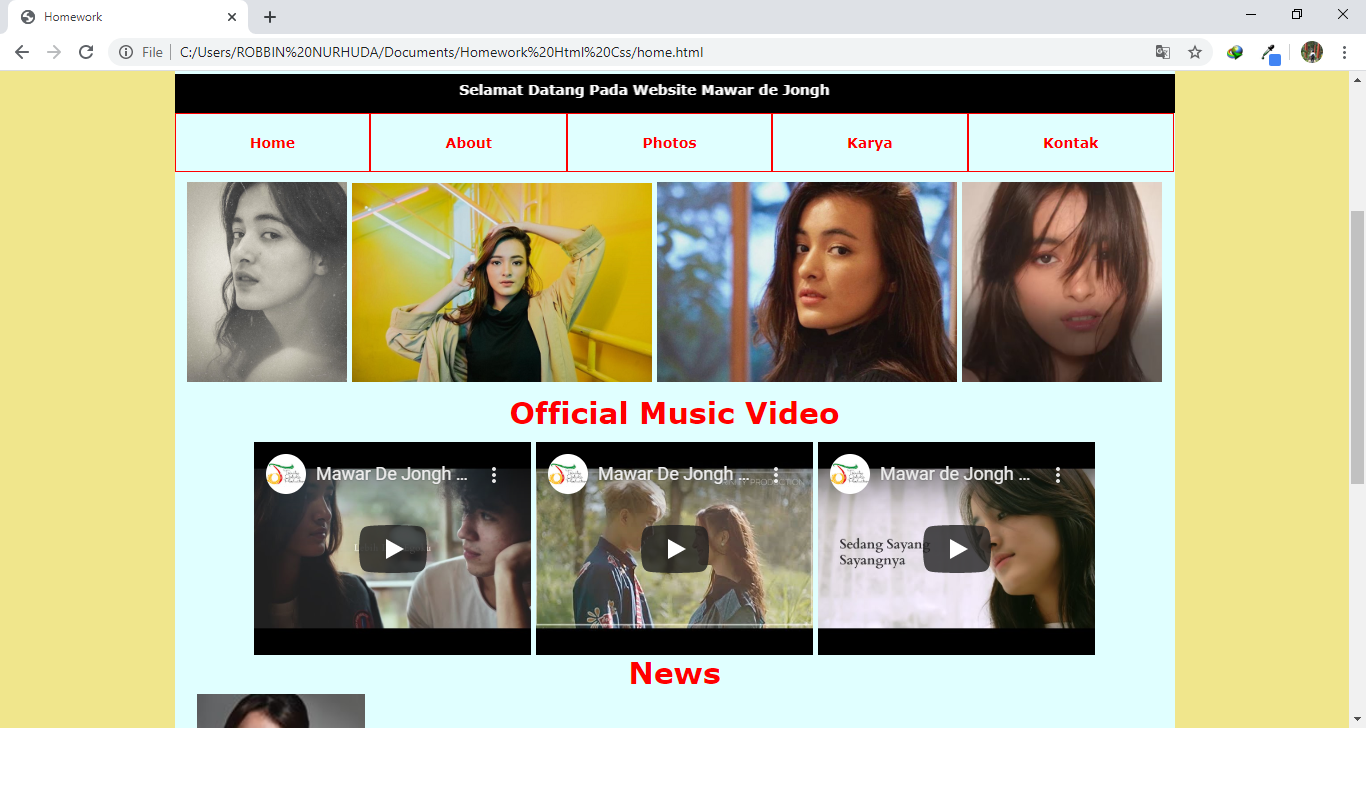 Homework
File
C:/Users/ROBBIN%20NURHUDA/Documents/Homework%20Html%20Css/home.html
Selamat Datang Pada Website Mawar de Jongh
Home About Photos Karya Kontak
Official Music Video
Mawar De Jongh ... Mawar De Jongh ... Mawar de Jongh ...
PRODUCTION
Sedang Sayang
Sayangnya
News